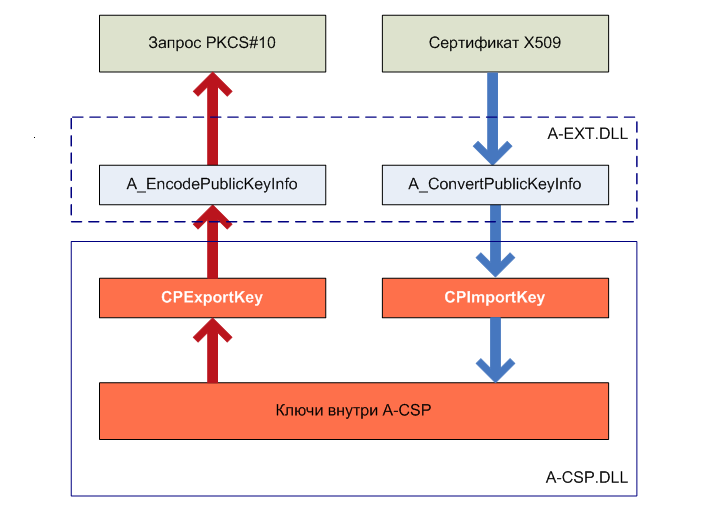 Запрос PKCS#10
Сертификат X509
A-EXT.DLL
A_EncodePublicKeyInfo
A_ConvertPublicKeyInfo
CPExportKey
CPImportKey
Ключи внутри A-CSP
A-CSP.DLL